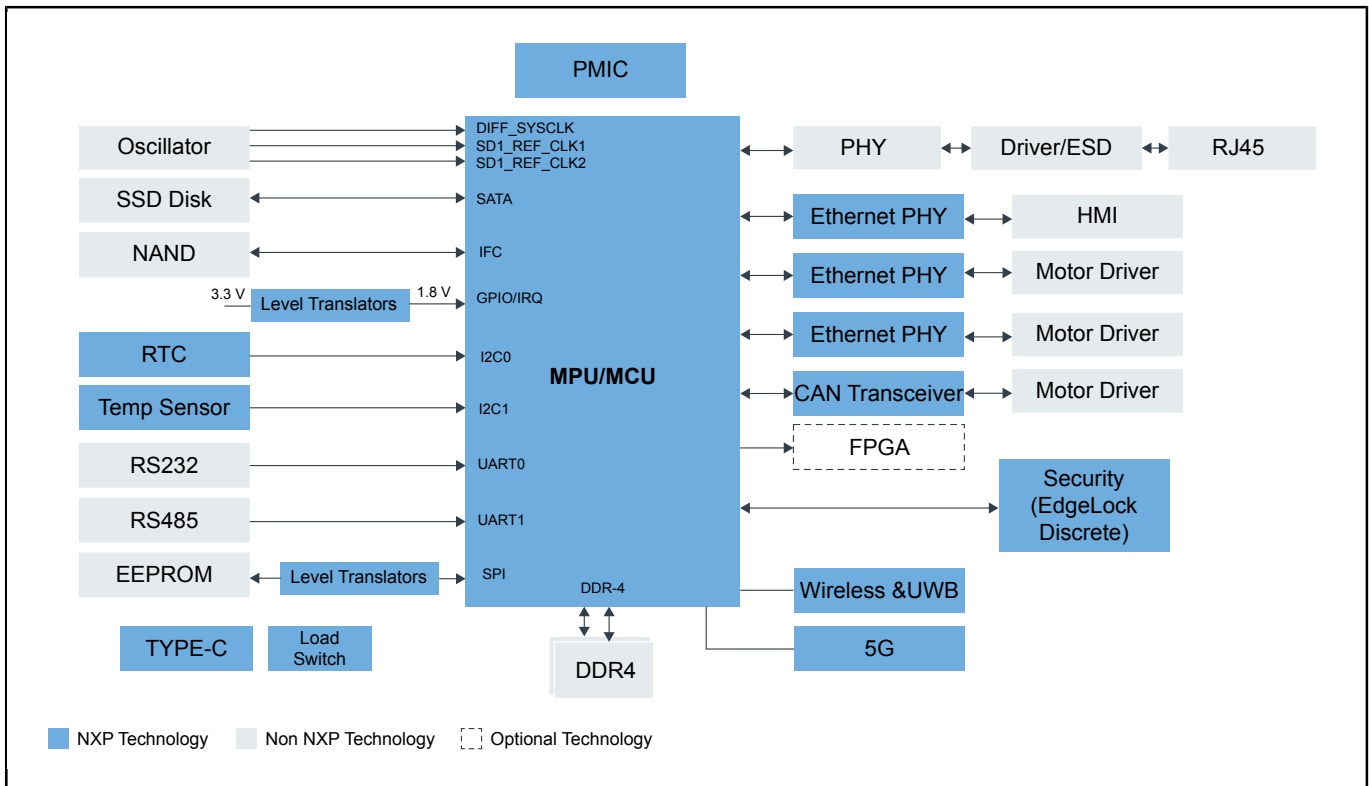 PMIC
Oscillator
SSD Disk
NAND
3.3 V
Level Translators
1.8 V
RTC
Temp Sensor
RS232
RS485
EEPROM
Level Translators
TYPE-C
Load
Switch
DIFF_SYSCLK
SD1_REF_CLK1
SD1_REF_CLK2
SATA
IFC
GPIO/IRQ
I2C0
I2C1
UART0
UART1
SPI
MPU/MCU
DDR-4
DDR4
PHY
Driver/ESD
RJ45
Ethernet PHY
HMI
Ethernet PHY
Motor Driver
Ethernet PHY
Motor Driver
CAN Transceiver
Motor Driver
FPGA
Security
(EdgeLock
Discrete)
Wireless &UWB
5G
NXP Technology
Non NXP Technology
Optional Technology